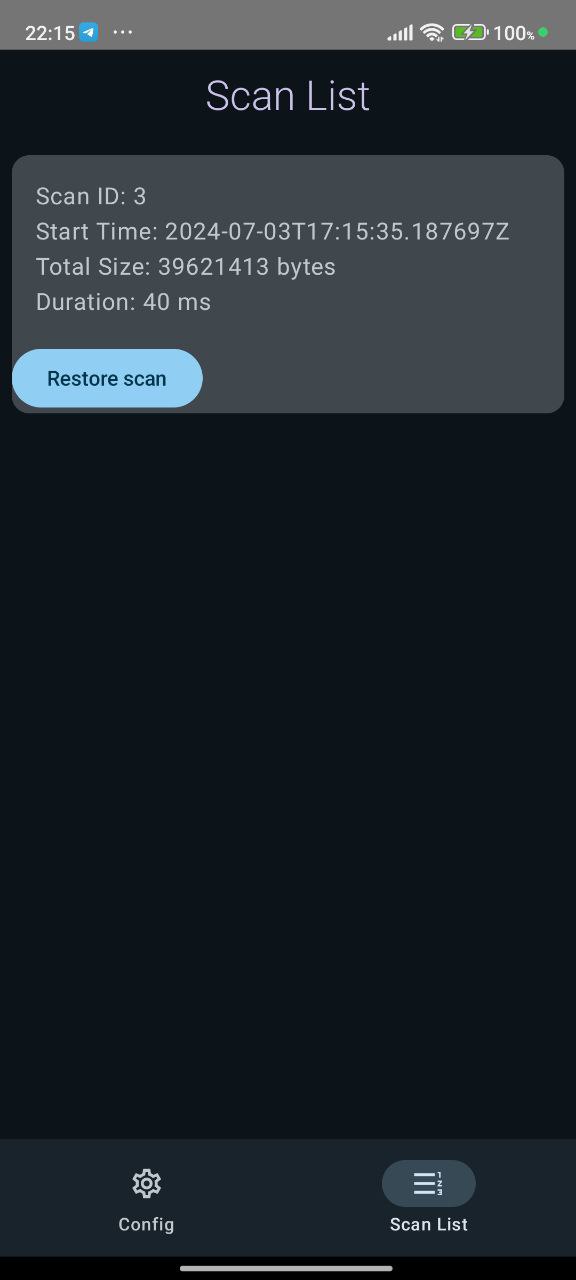 22:15 ··· 100%
Scan List
Scan ID: 3
Start Time: 2024-07-03T17:15:35.187697Z
Total Size: 39621413 bytes
Duration: 40 ms
Restore scan
Config
Scan List